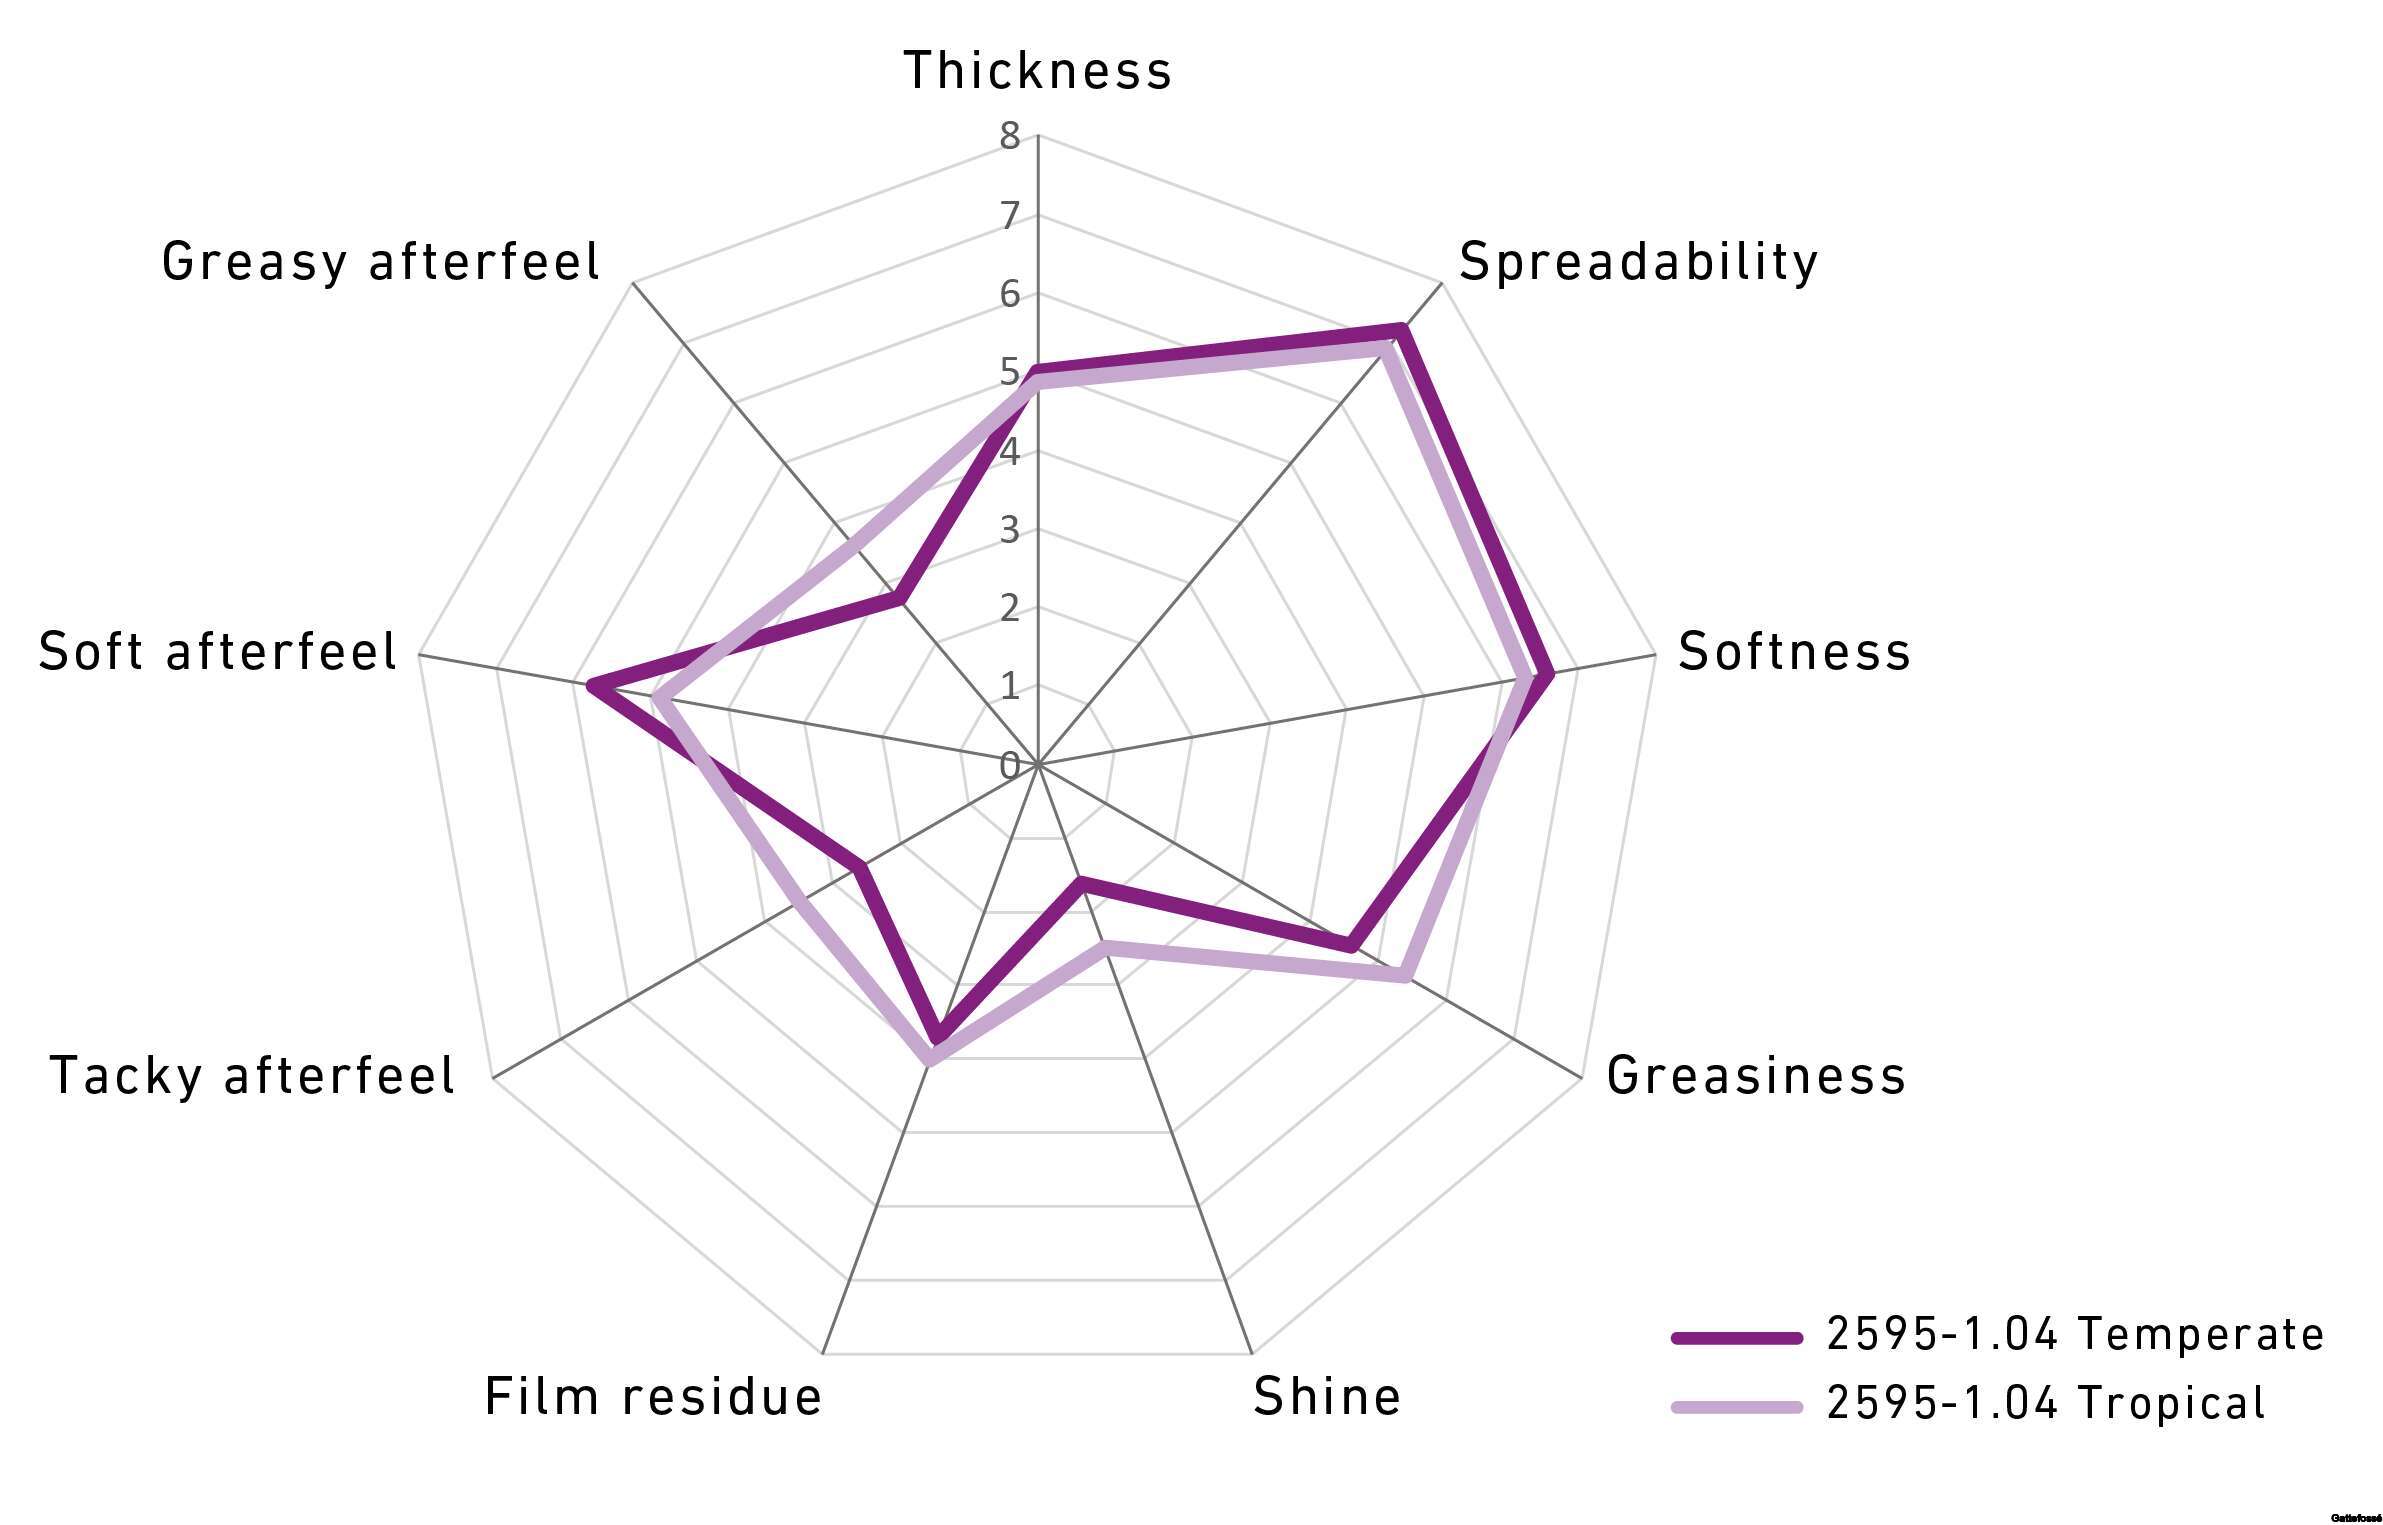 Thickness
8
7
6
5
4
3
2
1
0
Greasy afterfeel
Spreadability
Soft afterfeel
Softness
Tacky afterfeel
Greasiness
Film residue
Shine
2595-1.04 Temperate
2595-1.04 Tropical
Gattefossé